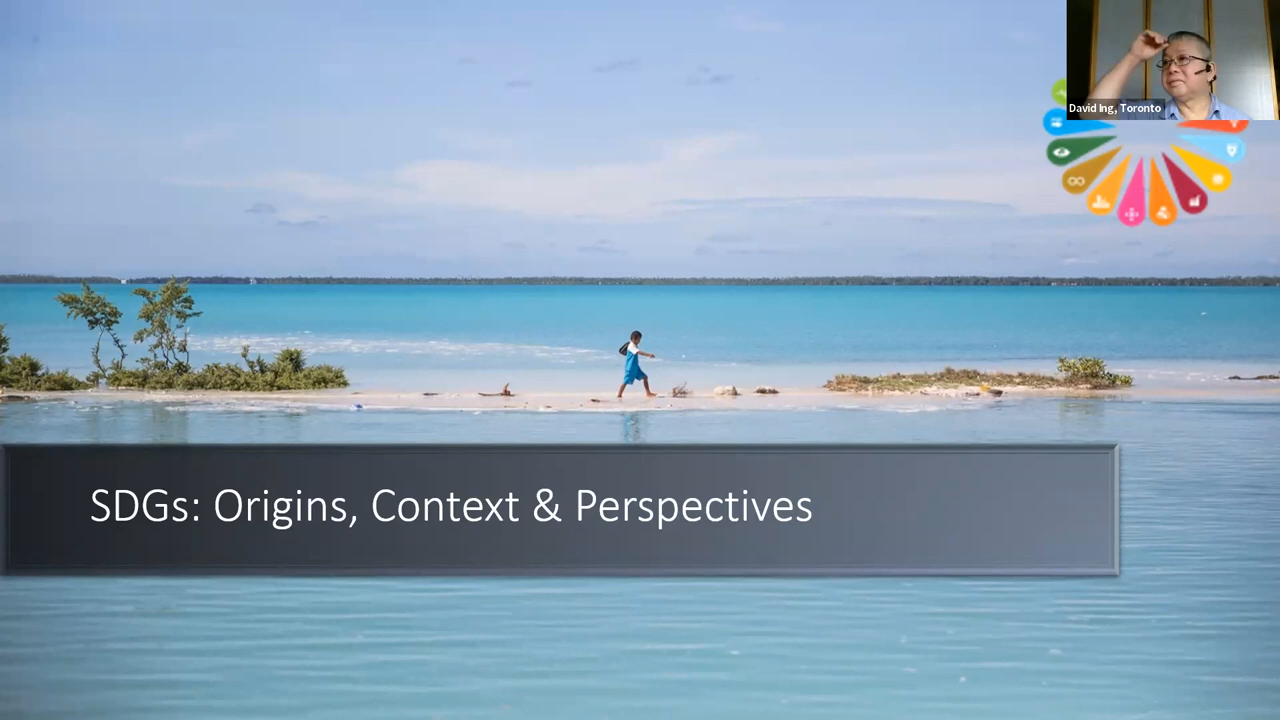 David Ing, Toronto
SDGs: Origins, Context & Perspectives